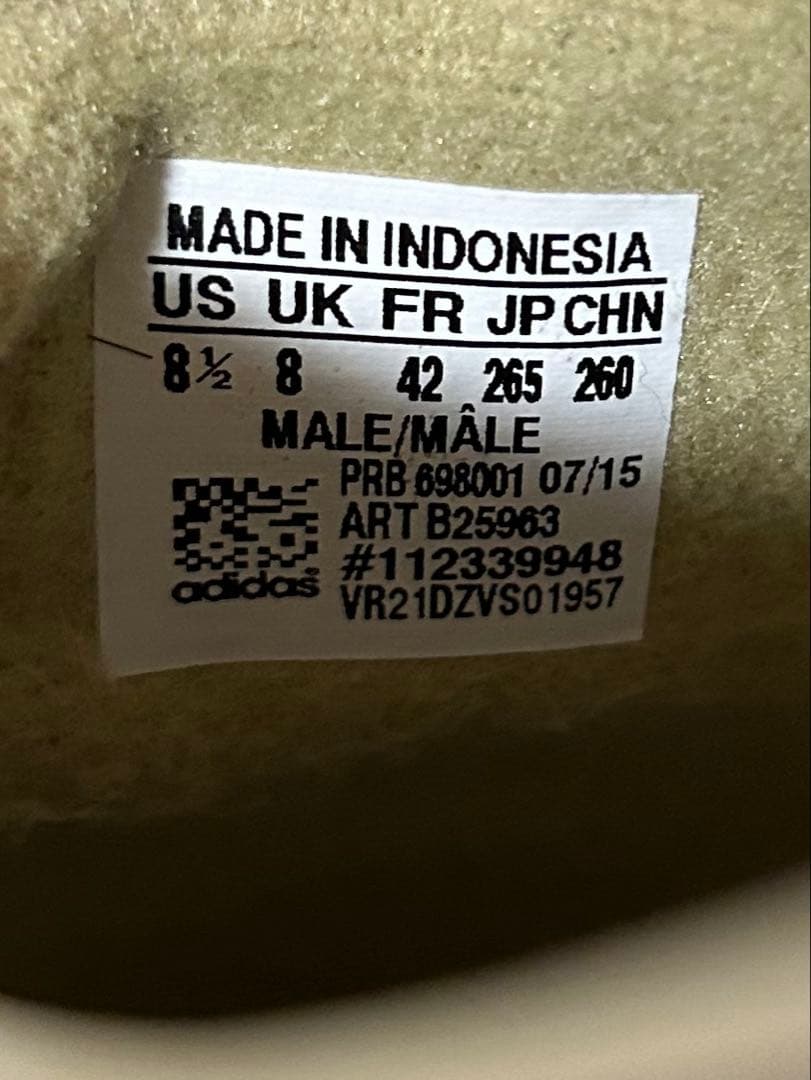 MADE IN INDONESIA
US UK FR JP CHN
8½ 8 42 265 260
MALE/MÂLE
PRB 698001 07/15
ART B25963
#112339948
VR21DZVS01957
adidas